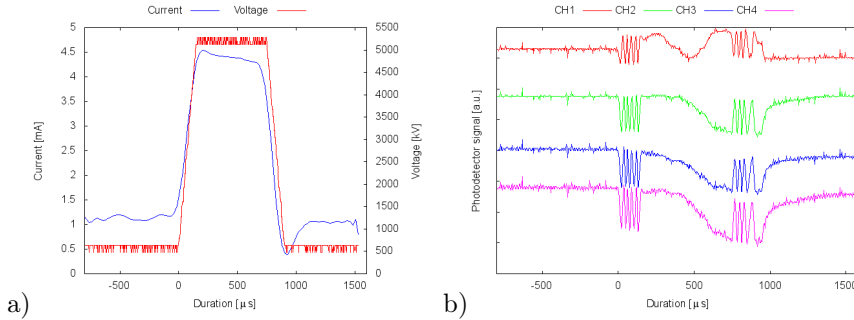 Current Voltage
5
4.5
4
3.5
3
2.5
2
1.5
1
0.5
0
Current [mA]
5500
5000
4500
4000
3500
3000
2500
2000
1500
1000
500
0
Voltage [kV]
-500 0 500 1000 1500
Duration [μs]
a)
CH1 CH2 CH3 CH4
Photodetector signal [a.u.]
-500 0 500 1000 1500
Duration [μs]
b)